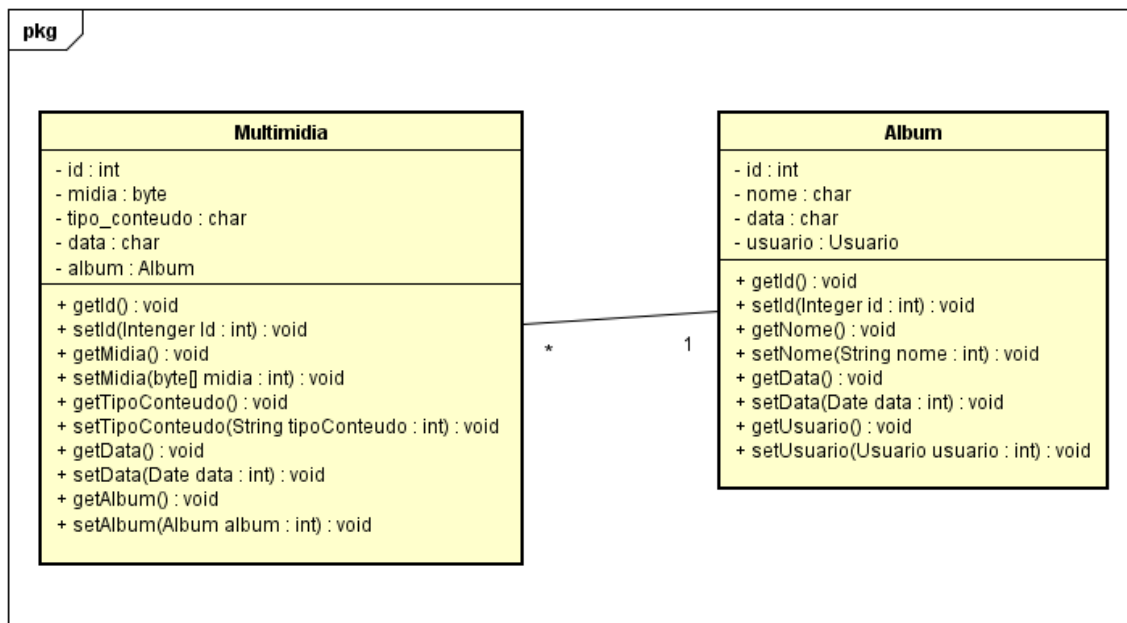 pkg
Multimidia
- id : int
- midia : byte
- tipo_conteudo : char
- data : char
- album : Album
+ getId() : void
+ setId(Intenger Id : int) : void
+ getMidia() : void
+ setMidia(byte[] midia : int) : void
+ getTipoConteudo() : void
+ setTipoConteudo(String tipoConteudo : int) : void
+ getData() : void
+ setData(Date data : int) : void
+ getAlbum() : void
+ setAlbum(Album album : int) : void
*
1
Album
- id : int
- nome : char
- data : char
- usuario : Usuario
+ getId() : void
+ setId(Integer id : int) : void
+ getNome() : void
+ setNome(String nome : int) : void
+ getData() : void
+ setData(Date data : int) : void
+ getUsuario() : void
+ setUsuario(Usuario usuario : int) : void